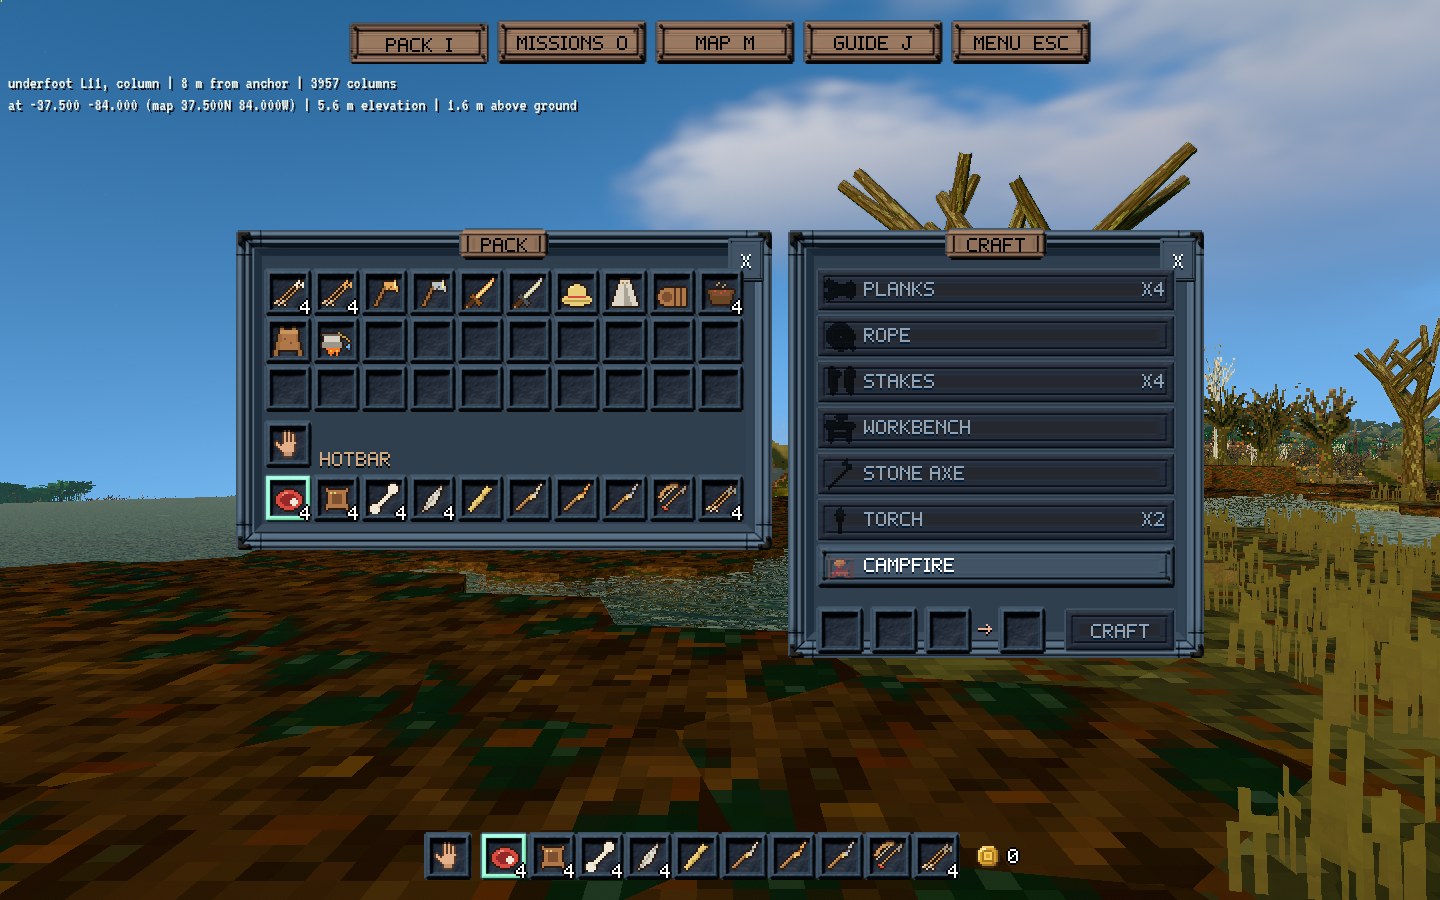 PACK I
MISSIONS O
MAP M
GUIDE J
MENU ESC
underfoot L11, column | 8 m from anchor | 3957 columns
at -37.500 -84.000 (map 37.500N 84.000W) | 5.6 m elevation | 1.6 m above ground
PACK
X
4
4
4
HOTBAR
4
4
4
4
4
CRAFT
X
PLANKS X4
ROPE
STAKES X4
WORKBENCH
STONE AXE
TORCH X2
CAMPFIRE
CRAFT
4
4
4
4
4
0